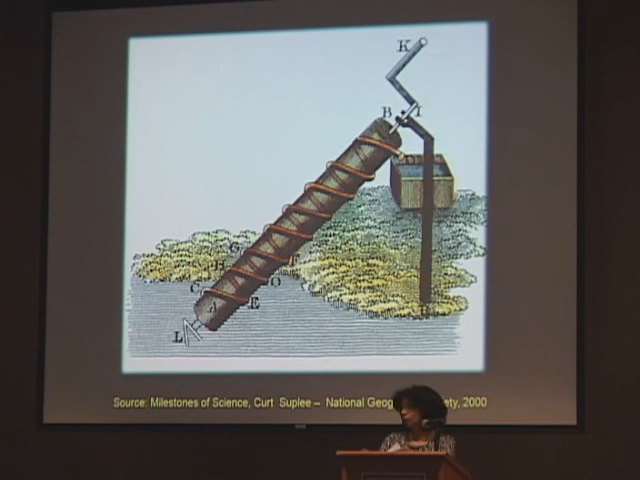 K
B I
G
H
F
C O
A E
L
Source: Milestones of Science, Curt Suplee – National Geog ety, 2000